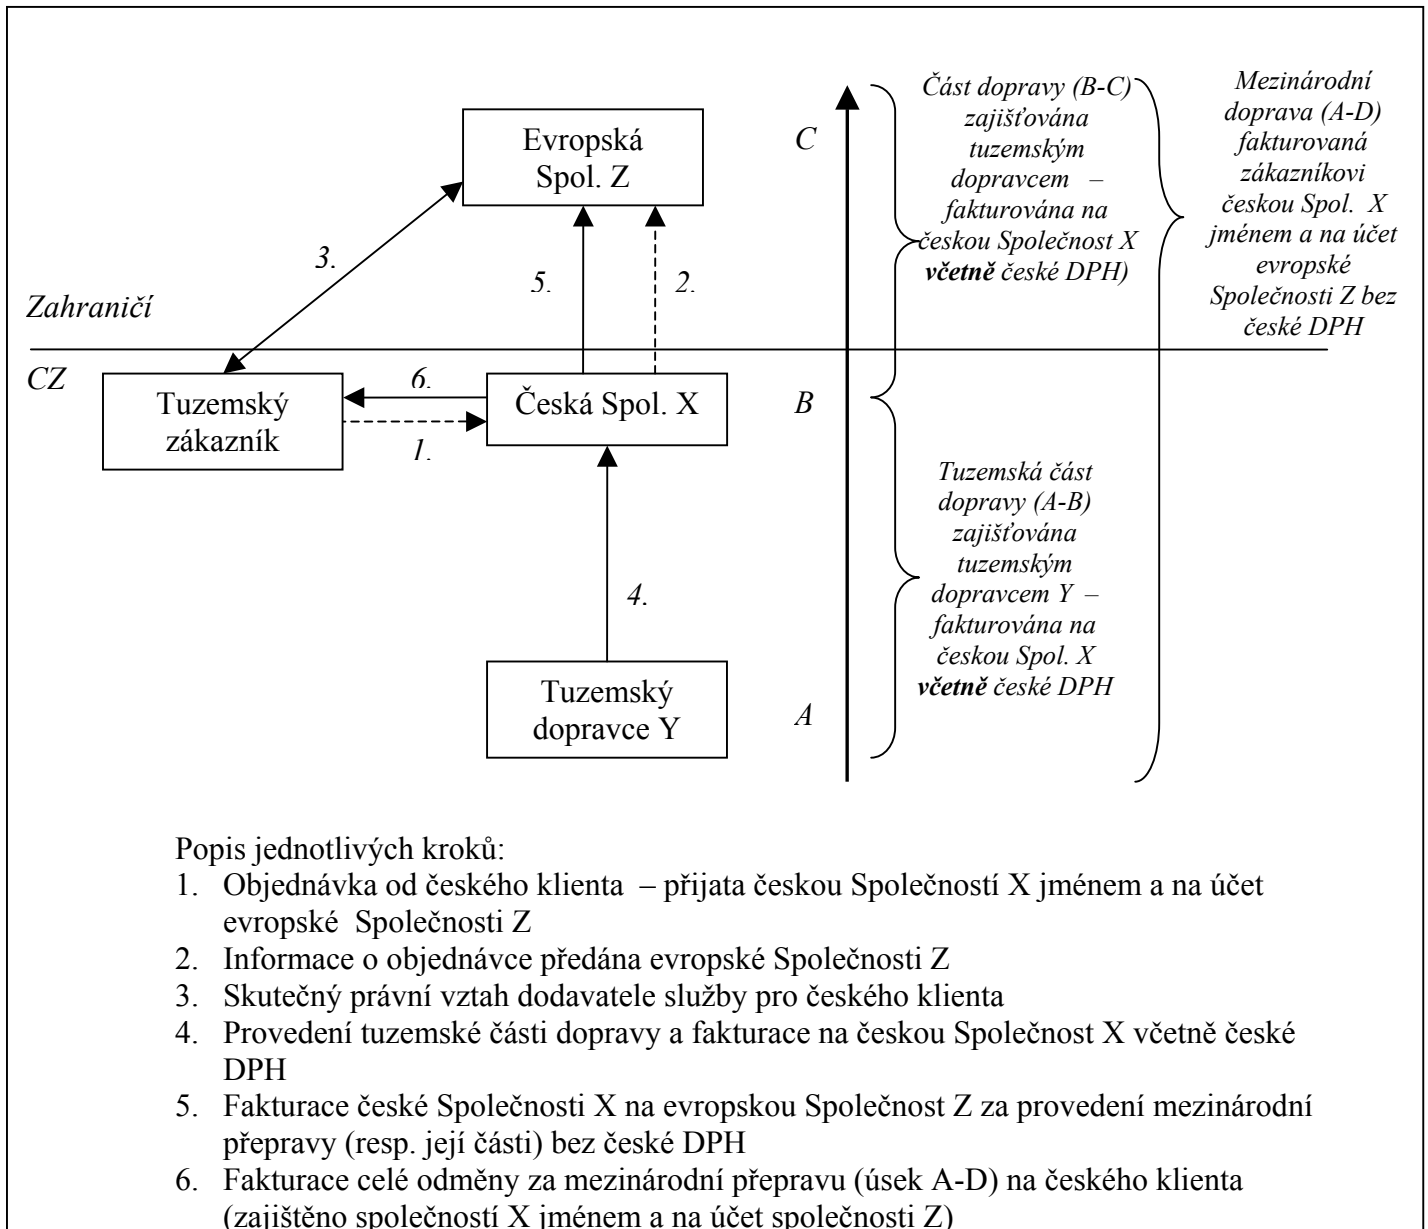 Evropská
Spol. Z
C
Část dopravy (B-C)
zajišťována
tuzemským
dopravcem –
fakturována na
českou Společnost X
včetně české DPH)
Mezinárodní
doprava (A-D)
fakturovaná
zákazníkovi
českou Spol. X
jménem a na účet
evropské
Společnosti Z bez
české DPH
3.
5.
2.
Zahraničí
CZ
Tuzemský
zákazník
6.
1.
Česká Spol. X
B
Tuzemská část
dopravy (A-B)
zajišťována
tuzemským
dopravcem Y –
fakturována na
českou Spol. X
včetně české DPH
4.
Tuzemský
dopravce Y
A
Popis jednotlivých kroků:
1. Objednávka od českého klienta – přijata českou Společností X jménem a na účet
evropské Společnosti Z
2. Informace o objednávce předána evropské Společnosti Z
3. Skutečný právní vztah dodavatele služby pro českého klienta
4. Provedení tuzemské části dopravy a fakturace na českou Společnost X včetně české
DPH
5. Fakturace české Společnosti X na evropskou Společnost Z za provedení mezinárodní
přepravy (resp. její části) bez české DPH
6. Fakturace celé odměny za mezinárodní přepravu (úsek A-D) na českého klienta
(zajištěno společností X jménem a na účet společnosti Z)